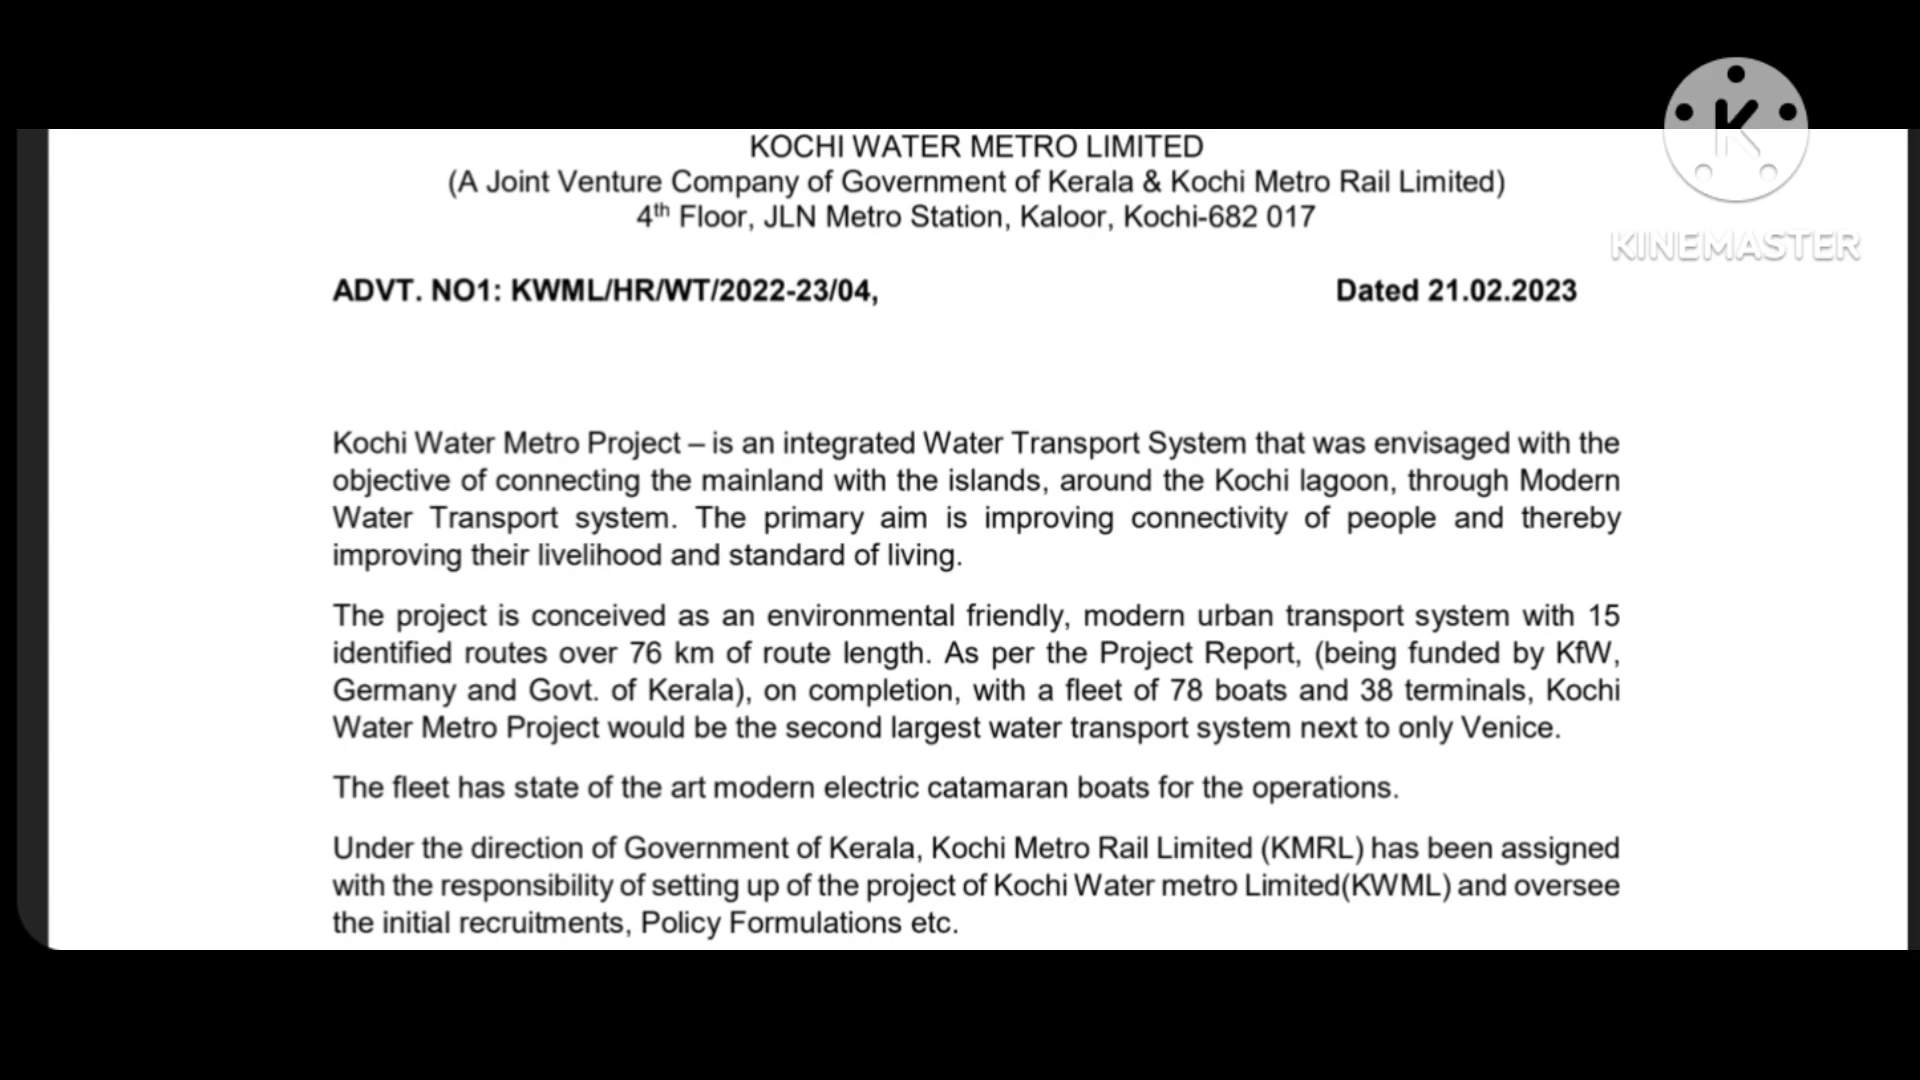 KOCHI WATER METRO LIMITED
(A Joint Venture Company of Government of Kerala & Kochi Metro Rail Limited)
4th Floor, JLN Metro Station, Kaloor, Kochi-682 017
K
KINEMASTER
ADVT. NO1: KWML/HR/WT/2022-23/04, Dated 21.02.2023
Kochi Water Metro Project – is an integrated Water Transport System that was envisaged with the
objective of connecting the mainland with the islands, around the Kochi lagoon, through Modern
Water Transport system. The primary aim is improving connectivity of people and thereby
improving their livelihood and standard of living.
The project is conceived as an environmental friendly, modern urban transport system with 15
identified routes over 76 km of route length. As per the Project Report, (being funded by KfW,
Germany and Govt. of Kerala), on completion, with a fleet of 78 boats and 38 terminals, Kochi
Water Metro Project would be the second largest water transport system next to only Venice.
The fleet has state of the art modern electric catamaran boats for the operations.
Under the direction of Government of Kerala, Kochi Metro Rail Limited (KMRL) has been assigned
with the responsibility of setting up of the project of Kochi Water metro Limited(KWML) and oversee
the initial recruitments, Policy Formulations etc.